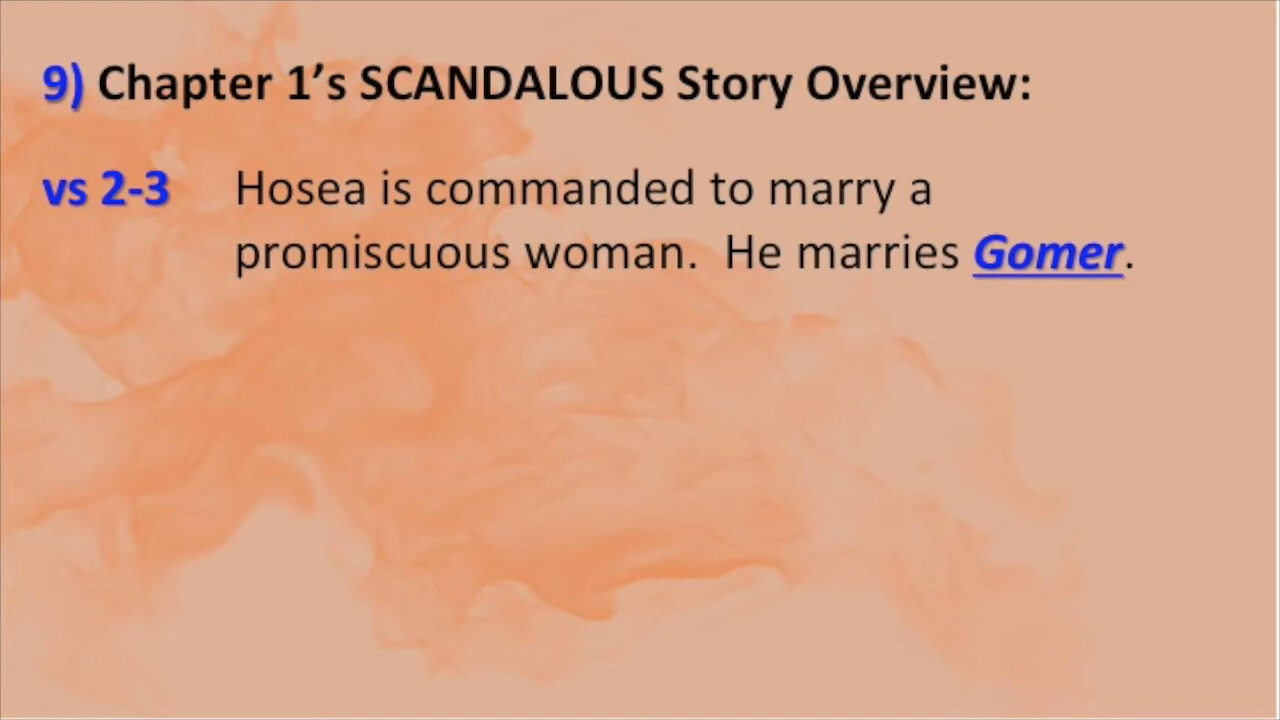 9) Chapter 1’s SCANDALOUS Story Overview:
vs 2-3 Hosea is commanded to marry a
promiscuous woman. He marries Gomer.